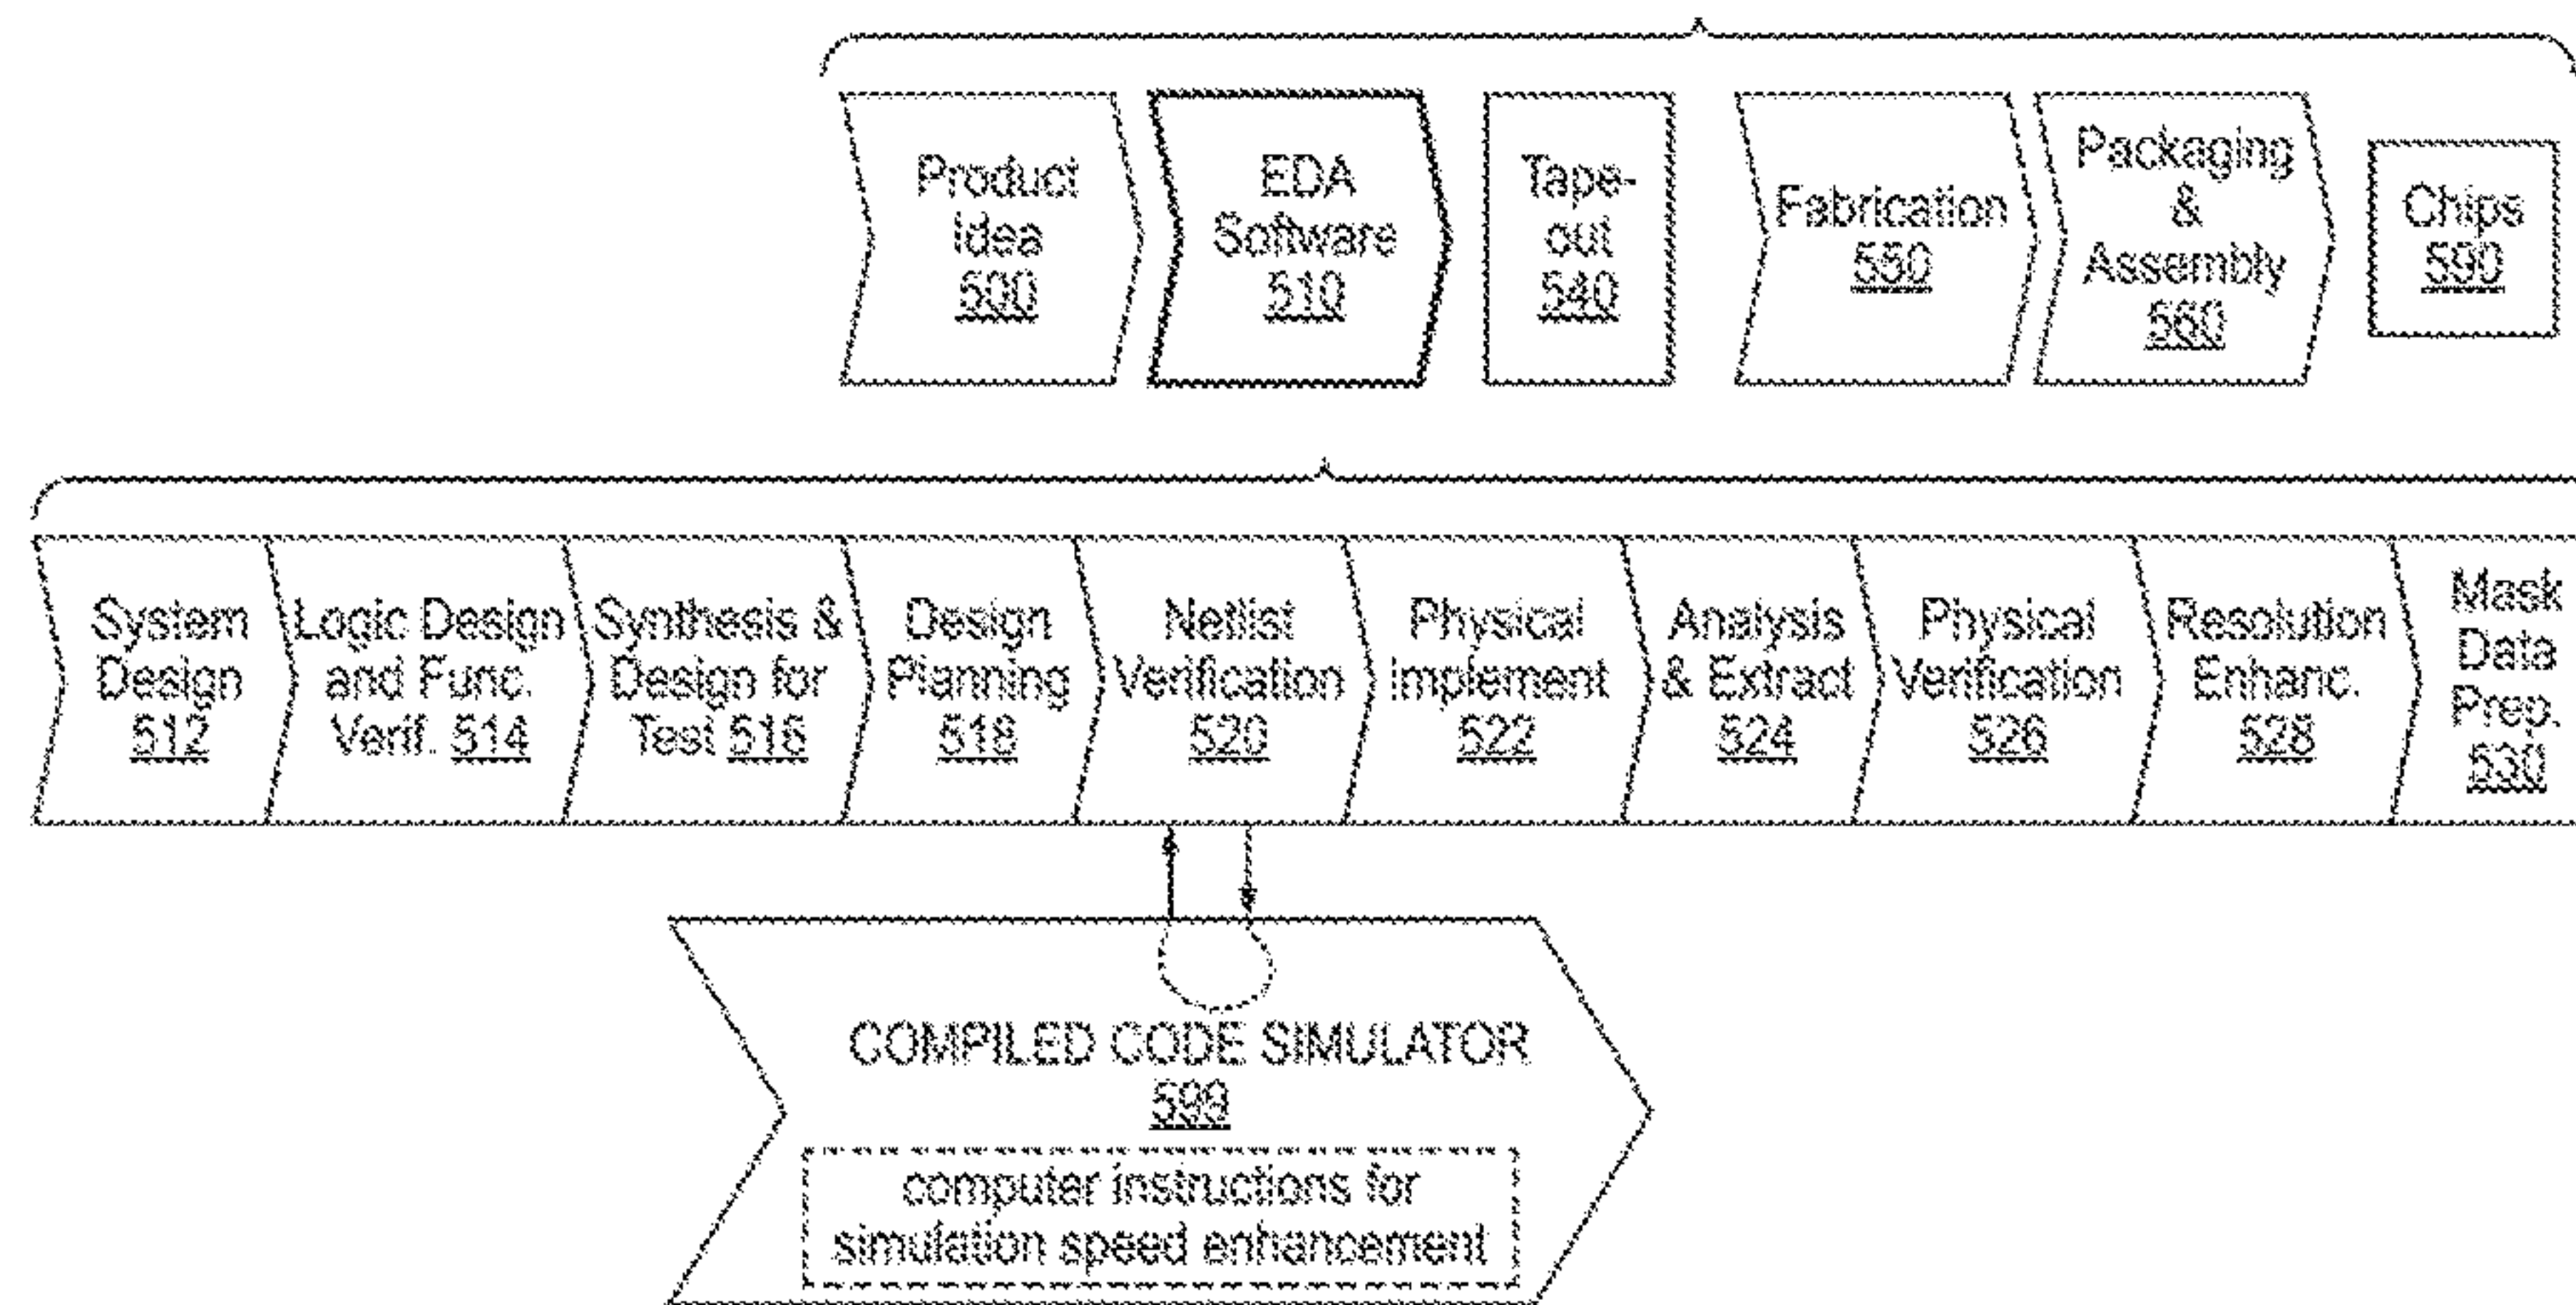 Product
Idea
500
EDA
Software
510
Tape-
out
540
Fabrication
550
Packaging
&
Assembly
560
Chips
590
System
Design
512
Logic Design
and Func.
Verif. 514
Synthesis &
Design for
Test 516
Design
Planning
518
Netlist
Verification
520
Physical
Implement
522
Analysis
& Extract
524
Physical
Verification
526
Resolution
Enhanc.
528
Mask
Data
Prep.
530
COMPILED CODE SIMULATOR
599
computer instructions for
simulation speed enhancement